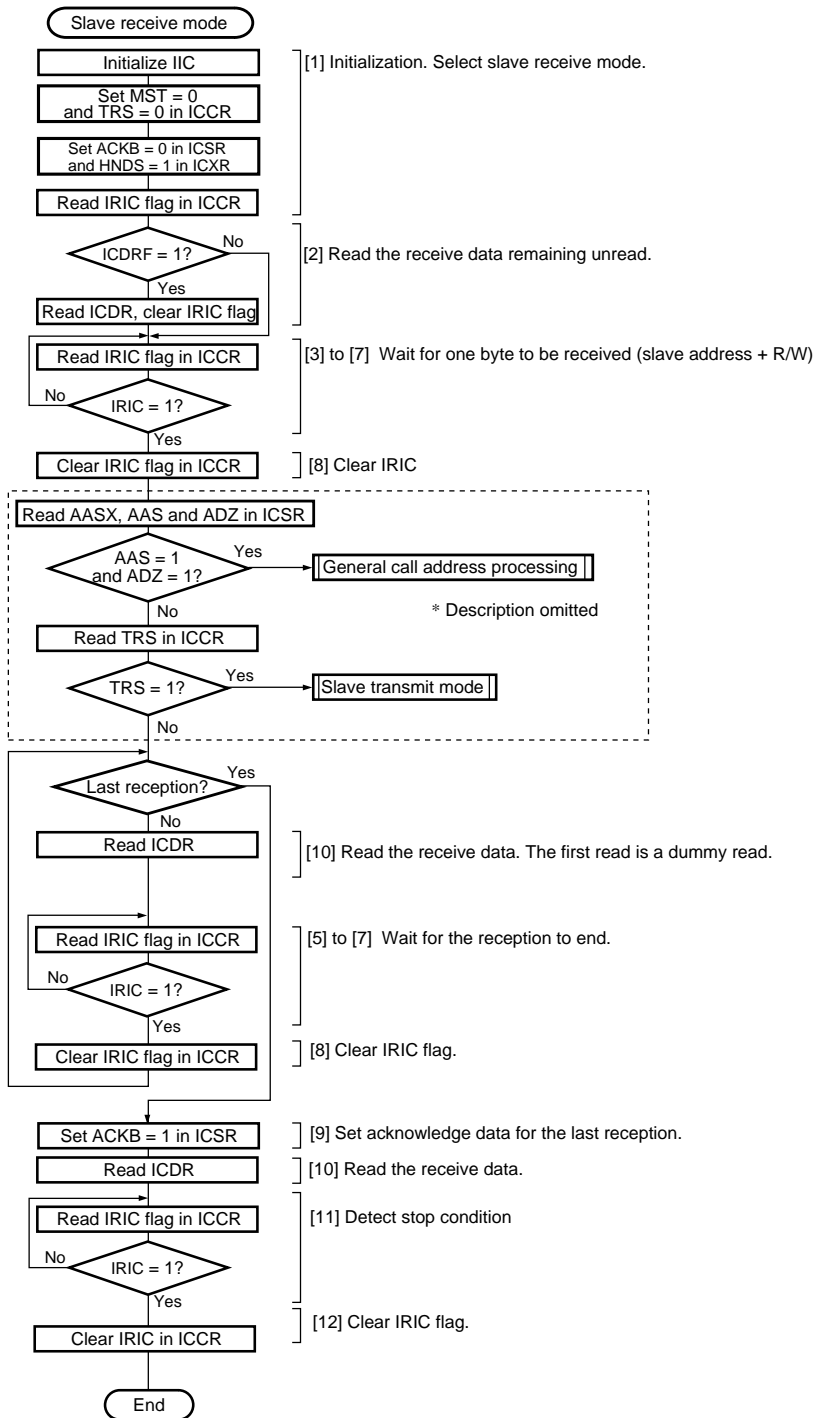 Slave receive mode
Initialize IIC
[1] Initialization. Select slave receive mode.
Set MST = 0
and TRS = 0 in ICCR
Set ACKB = 0 in ICSR
and HNDS = 1 in ICXR
Read IRIC flag in ICCR
No
ICDRF = 1?
[2] Read the receive data remaining unread.
Yes
Read ICDR, clear IRIC flag
Read IRIC flag in ICCR
[3] to [7] Wait for one byte to be received (slave address + R/W)
No
IRIC = 1?
Yes
Clear IRIC flag in ICCR
[8] Clear IRIC
Read AASX, AAS and ADZ in ICSR
AAS = 1
and ADZ = 1?
Yes
General call address processing
No
* Description omitted
Read TRS in ICCR
TRS = 1?
Yes
Slave transmit mode
No
Last reception?
Yes
No
Read ICDR
[10] Read the receive data. The first read is a dummy read.
Read IRIC flag in ICCR
[5] to [7] Wait for the reception to end.
No
IRIC = 1?
Yes
Clear IRIC flag in ICCR
[8] Clear IRIC flag.
Set ACKB = 1 in ICSR
[9] Set acknowledge data for the last reception.
Read ICDR
[10] Read the receive data.
Read IRIC flag in ICCR
[11] Detect stop condition
No
IRIC = 1?
Yes
Clear IRIC in ICCR
[12] Clear IRIC flag.
End